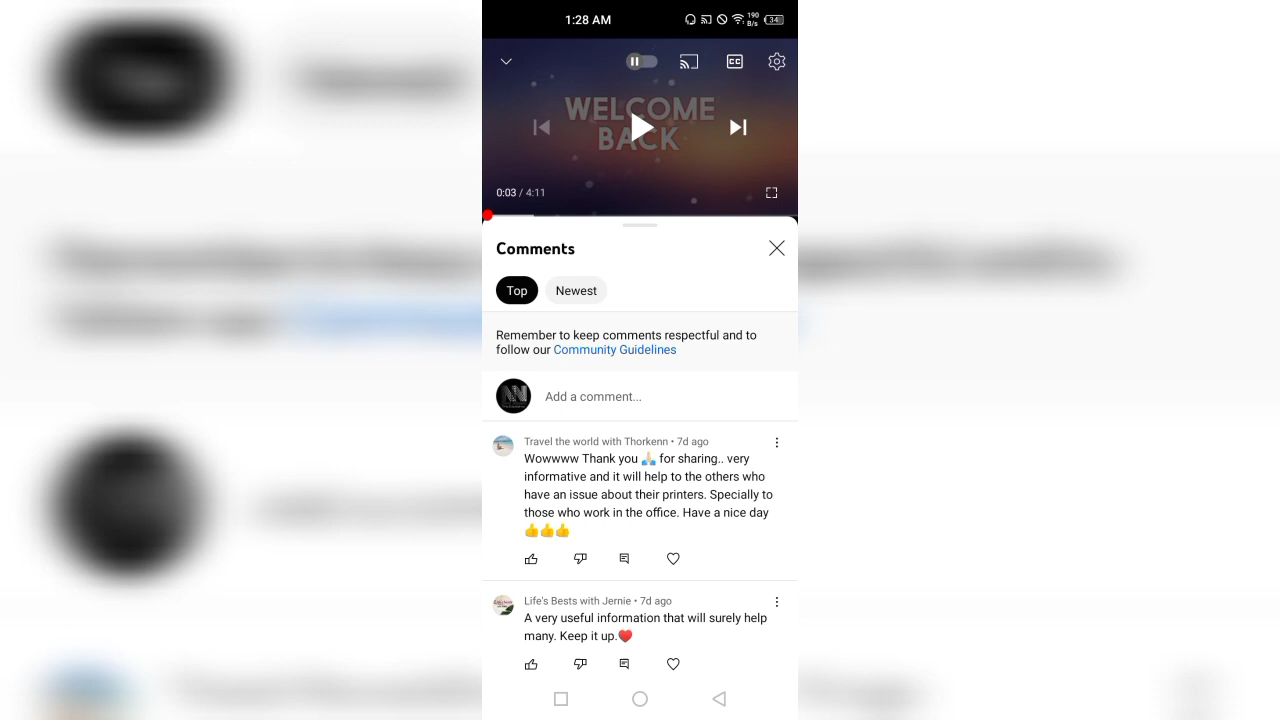 1:28 AM
190
B/s
34
WELCOME
BACK
CC
0:03 / 4:11
Comments
Top
Newest
Remember to keep comments respectful and to
follow our Community Guidelines
Add a comment...
Travel the world with Thorkenn • 7d ago
Wowwww Thank you 🙏🏻 for sharing.. very
informative and it will help to the others who
have an issue about their printers. Specially to
those who work in the office. Have a nice day
👍👍👍
Life's Bests with Jernie • 7d ago
A very useful information that will surely help
many. Keep it up.❤️